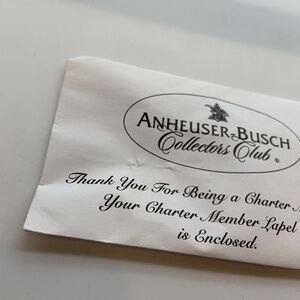 ANHEUSER-BUSCH
Collectors Club ®
Thank You For Being a Charter
Your Charter Member Lapel
is Enclosed.